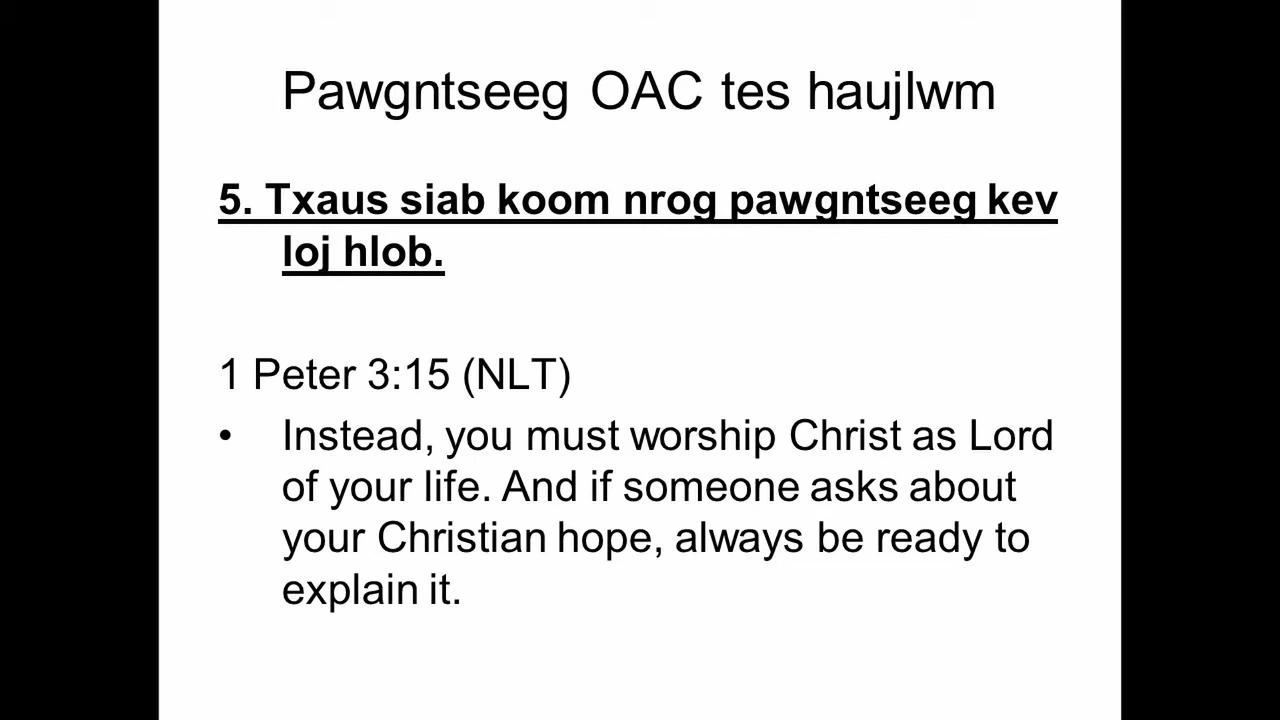 Pawgntseeg OAC tes haujlwm
5. Txaus siab koom nrog pawgntseeg kev
loj hlob.
1 Peter 3:15 (NLT)
• Instead, you must worship Christ as Lord
of your life. And if someone asks about
your Christian hope, always be ready to
explain it.